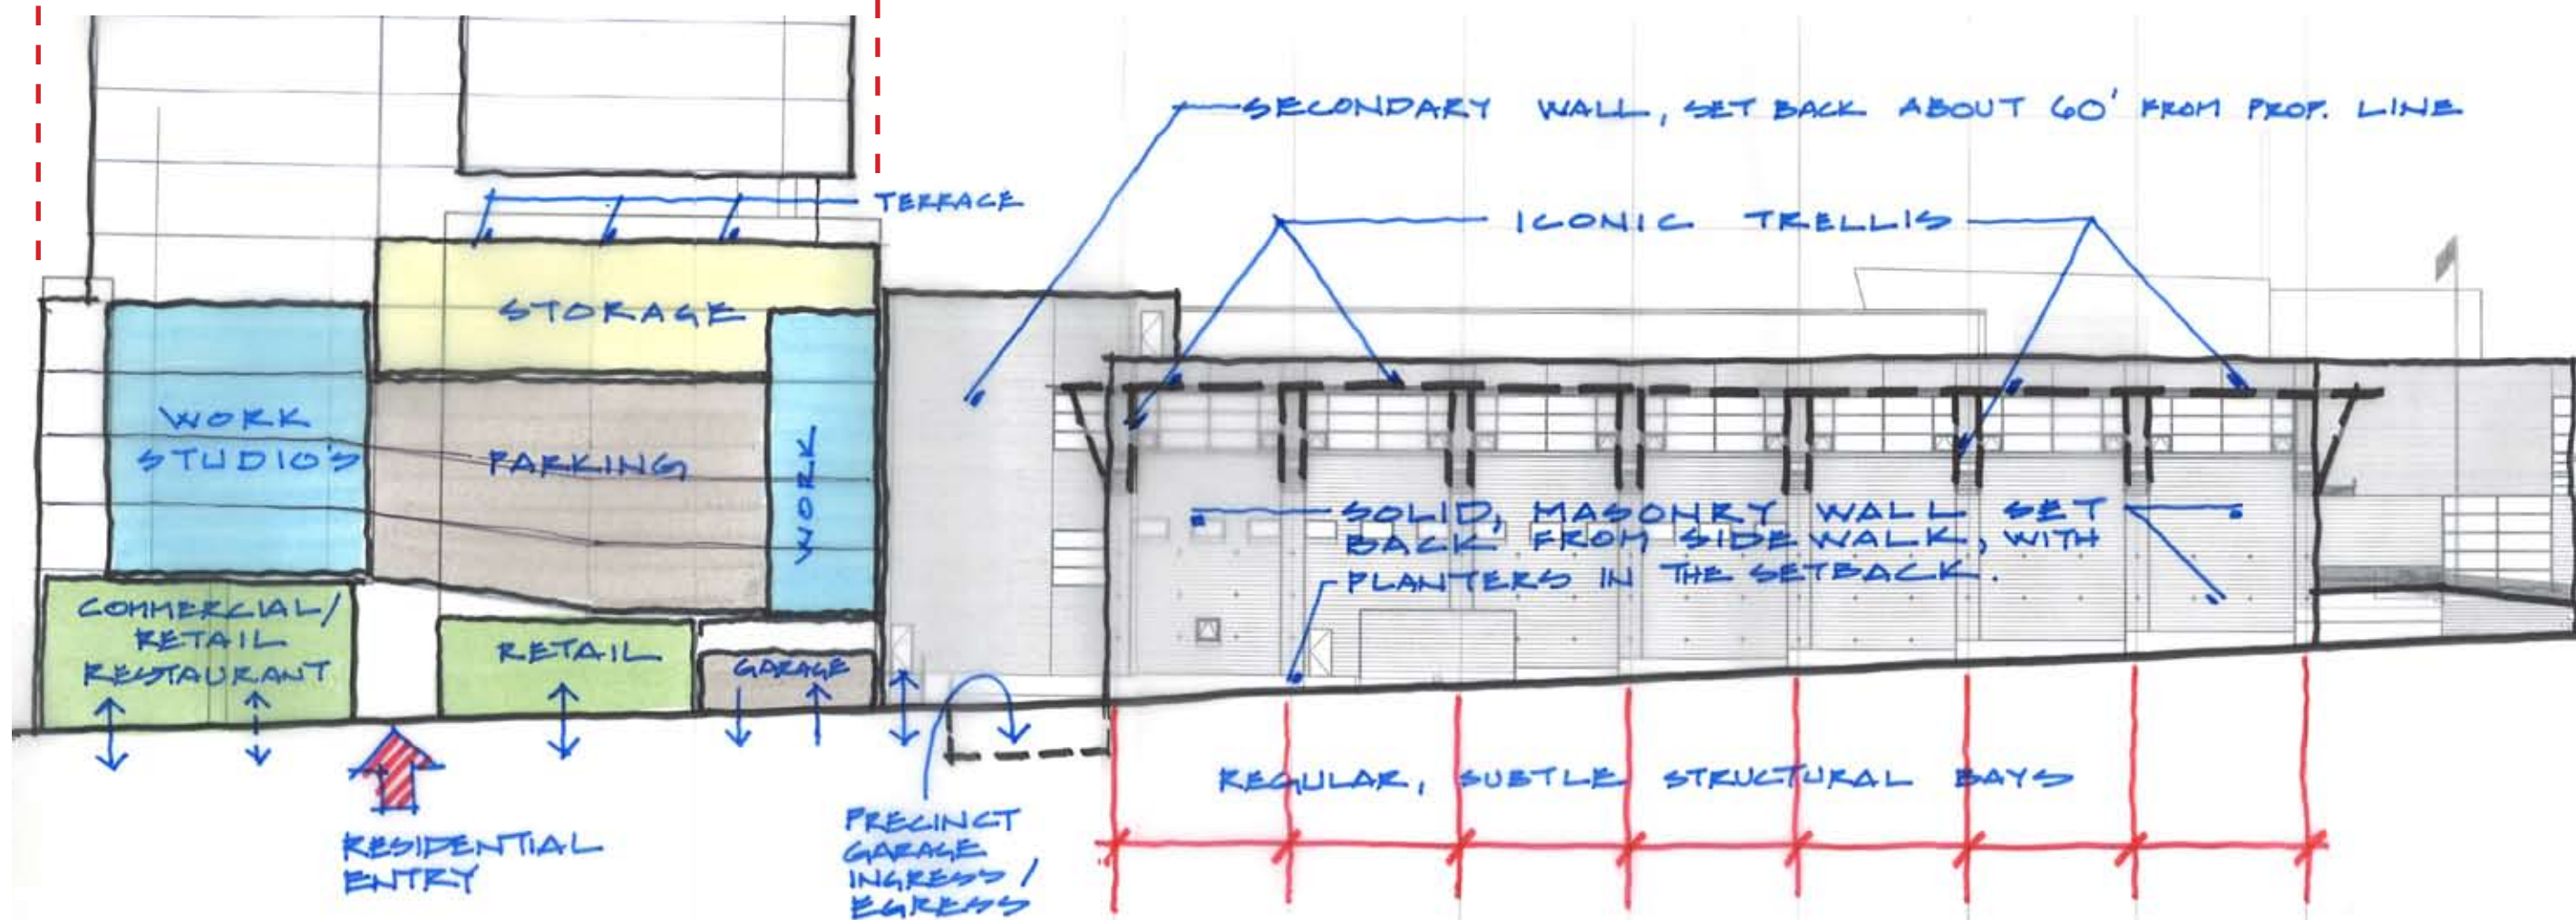 SECONDARY WALL, SET BACK ABOUT 60' FROM PROP. LINE
TERRACE
ICONIC TRELLIS
STORAGE
WORK
STUDIO'S
PARKING
WORK
SOLID, MASONRY WALL SET
BACK FROM SIDEWALK, WITH
PLANTERS IN THE SETBACK.
COMMERCIAL/
RETAIL
RESTAURANT
RETAIL
GARAGE
REGULAR, SUBTLE STRUCTURAL BAYS
RESIDENTIAL
ENTRY
PRECINCT
GARAGE
INGRESS/
EGRESS